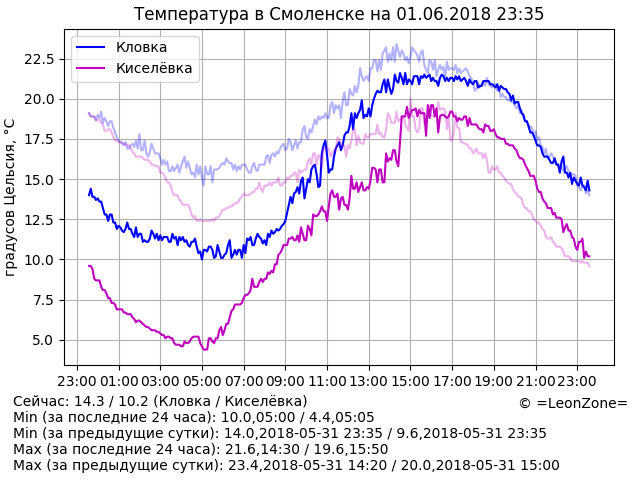 Температура в Смоленске на 01.06.2018 23:35
Кловка
Киселёвка
градусов Цельсия, °C
22.5
20.0
17.5
15.0
12.5
10.0
7.5
5.0
23:00 01:00 03:00 05:00 07:00 09:00 11:00 13:00 15:00 17:00 19:00 21:00 23:00
Сейчас: 14.3 / 10.2 (Кловка / Киселёвка)
© =LeonZone=
Min (за последние 24 часа): 10.0,05:00 / 4.4,05:05
Min (за предыдущие сутки): 14.0,2018-05-31 23:35 / 9.6,2018-05-31 23:35
Max (за последние 24 часа): 21.6,14:30 / 19.6,15:50
Max (за предыдущие сутки): 23.4,2018-05-31 14:20 / 20.0,2018-05-31 15:00